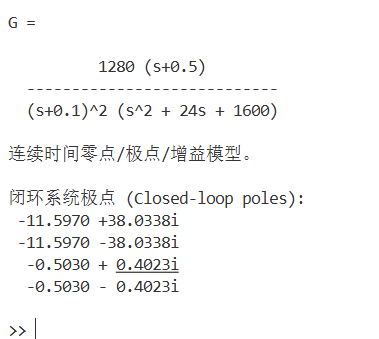 G =
1280 (s+0.5)
----------------------------
(s+0.1)^2 (s^2 + 24s + 1600)
连续时间零点/极点/增益模型。
闭环系统极点 (Closed-loop poles):
-11.5970 +38.0338i
-11.5970 -38.0338i
-0.5030 + 0.4023i
-0.5030 - 0.4023i
>>